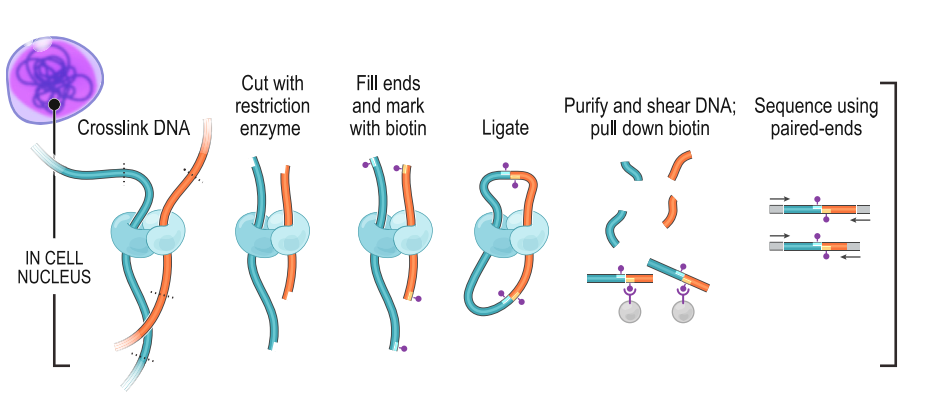 Crosslink DNA
Cut with
restriction
enzyme
Fill ends
and mark
with biotin
Ligate
Purify and shear DNA;
pull down biotin
Sequence using
paired-ends
IN CELL
NUCLEUS